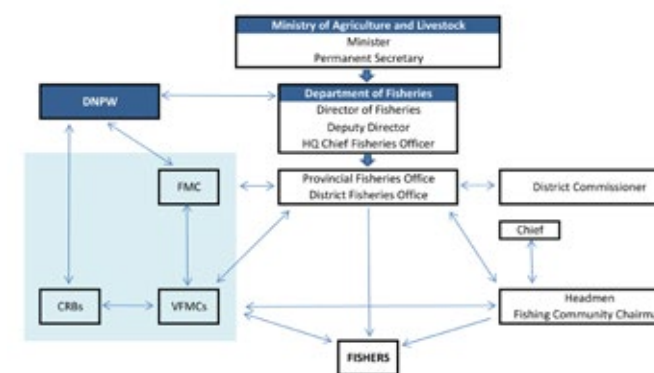 Ministry of Agriculture and Livestock
Minister
Permanent Secretary
DNPW
Department of Fisheries
Director of Fisheries
Deputy Director
HQ Chief Fisheries Officer
FMC
Provincial Fisheries Office
District Fisheries Office
District Commissioner
Chief
CRBs
VFMCs
Headmen
Fishing Community Chairma
FISHERS